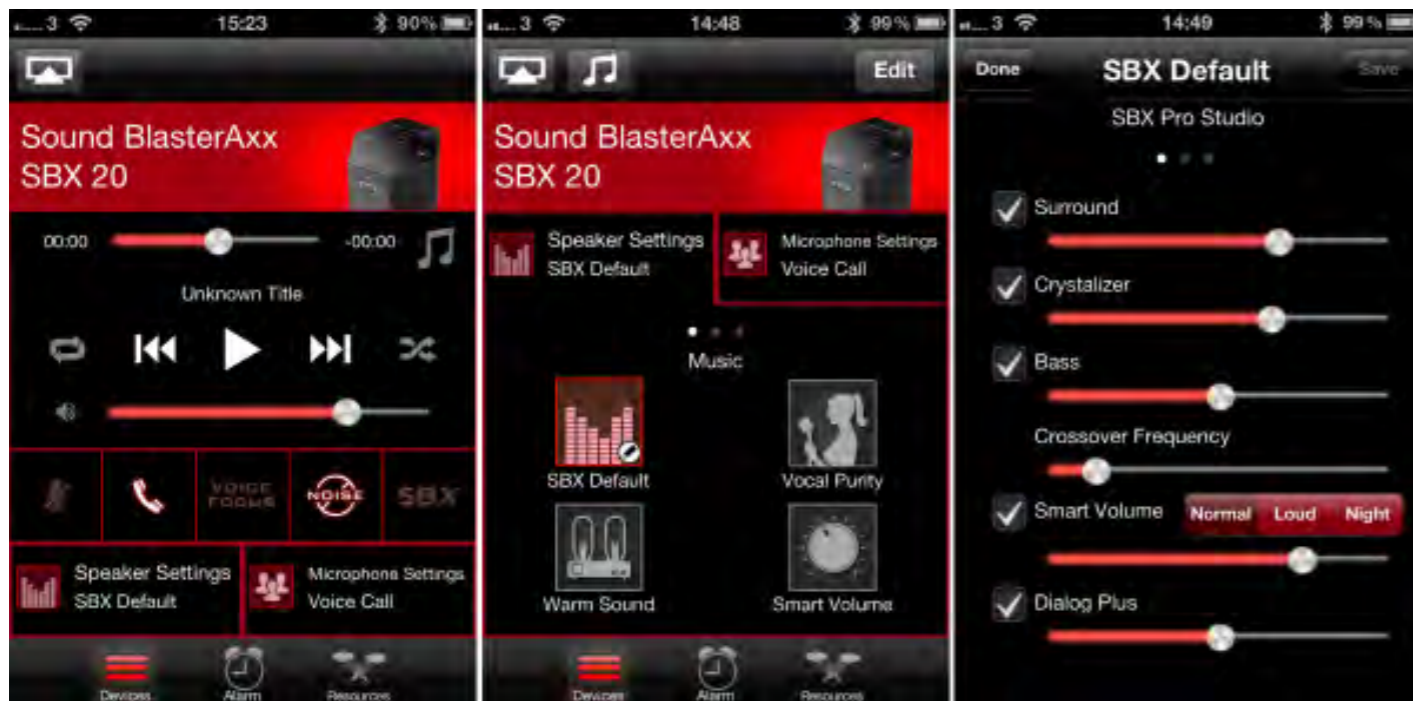 3 15:23 90%
Sound BlasterAxx
SBX 20
00:00 -00:00
Unknown Title
VOICE
FOCUS
NOISE
SBX
Speaker Settings
SBX Default
Microphone Settings
Voice Call
Devices Alarm Resources
3 14:48 99%
Edit
Sound BlasterAxx
SBX 20
Speaker Settings
SBX Default
Microphone Settings
Voice Call
Music
SBX Default Vocal Purity
Warm Sound Smart Volume
Devices Alarm Resources
3 14:49 99%
Done SBX Default Save
SBX Pro Studio
Surround
Crystalizer
Bass
Crossover Frequency
Smart Volume Normal Loud Night
Dialog Plus